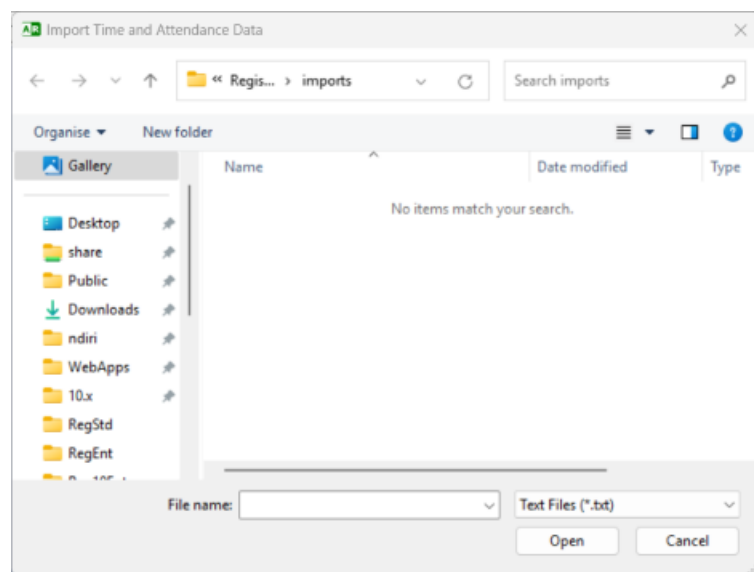 AR Import Time and Attendance Data
« Regis... › imports
Search imports
Organise
New folder
Gallery
Name
Date modified
Type
No items match your search.
Desktop
share
Public
Downloads
ndiri
WebApps
10.x
RegStd
RegEnt
File name:
Text Files (*.txt)
Open
Cancel